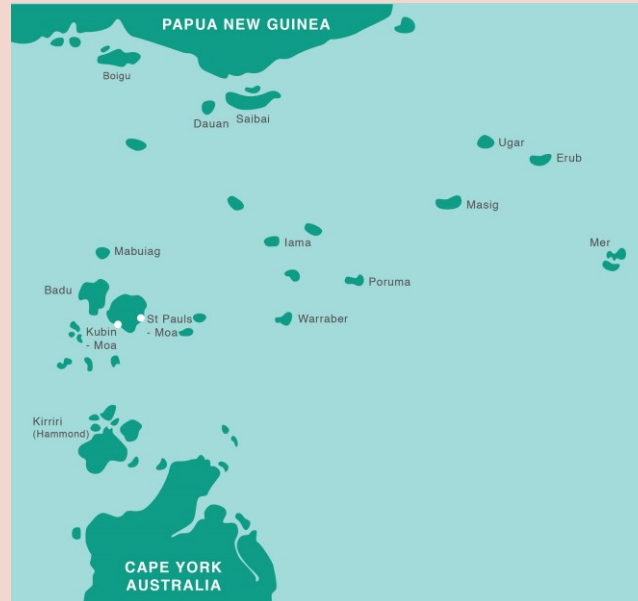 PAPUA NEW GUINEA
Boigu
Dauan
Saibai
Ugar
Erub
Masig
Mer
Iama
Mabuiag
Poruma
Badu
St Pauls
- Moa
Warraber
Kubin
- Moa
Kirriri
(Hammond)
CAPE YORK
AUSTRALIA